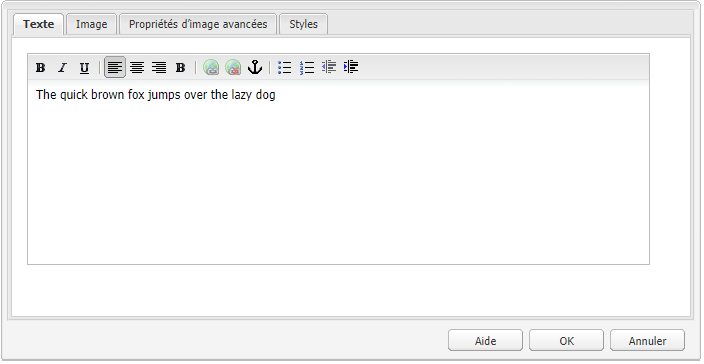 Texte Image Propriétés d'image avancées Styles
B I U B
The quick brown fox jumps over the lazy dog
Aide OK Annuler